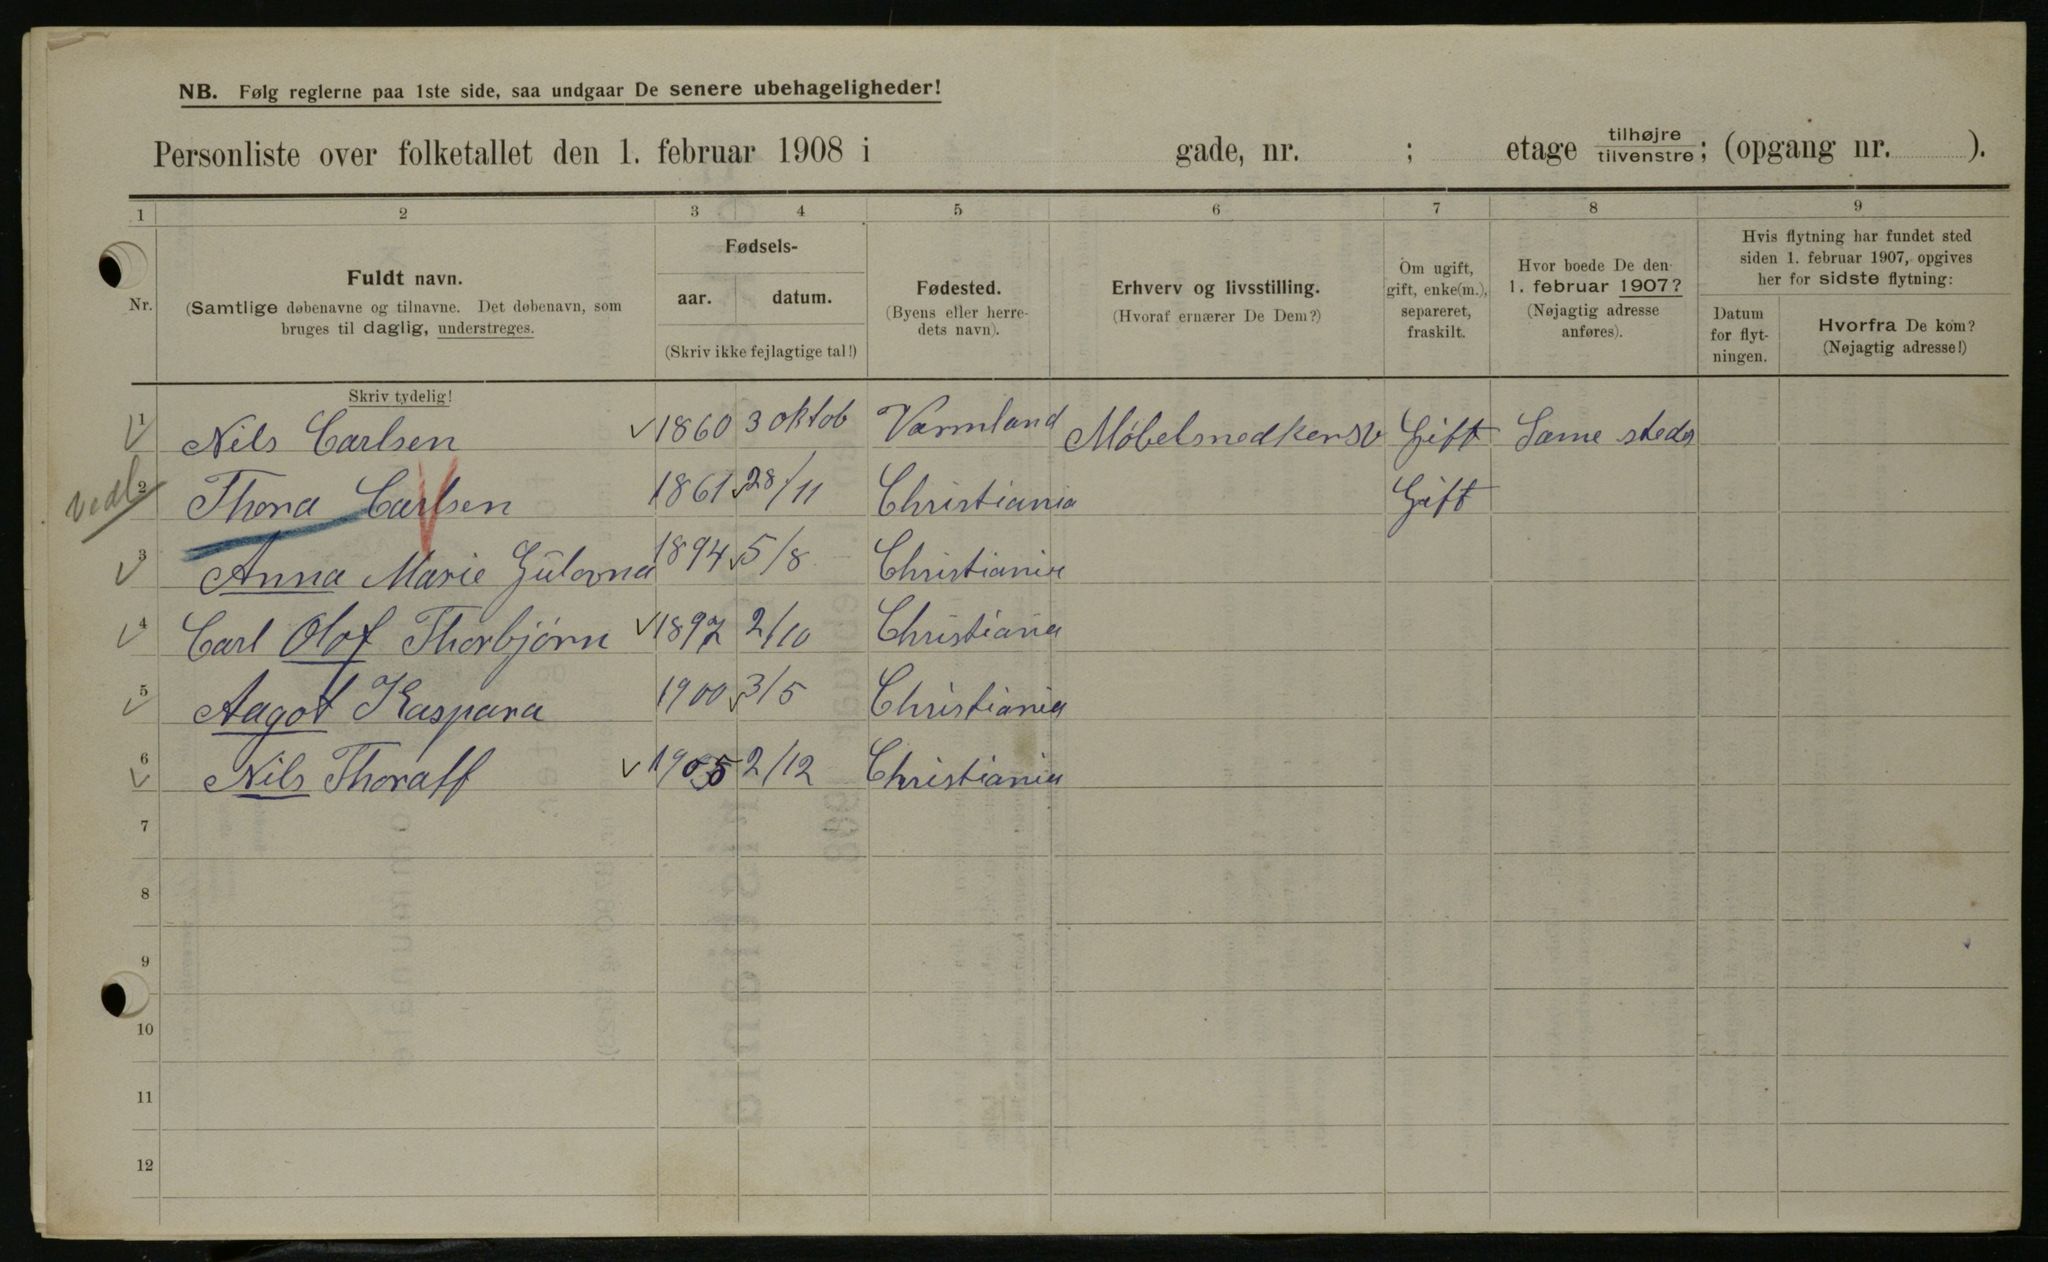 NB. Følg reglerne paa 1ste side, saa undgaar De senere ubehageligheder!
Personliste over folketallet den 1. februar 1908 i gade, nr. ; etage tilhøjre / tilvenstre; (opgang nr. ).
1 2 3 4 5 6 7 8 9
Nr.
Fuldt navn.
(Samtlige døbenavne og tilnavne. Det døbenavn, som
bruges til daglig, understreges.
Skriv tydelig!
Fødsels-
aar. datum.
(Skriv ikke fejlagtige tal!)
Fødested.
(Byens eller herre-
dets navn).
Erhverv og livsstilling.
(Hvoraf ernærer De Dem?)
Om ugift,
gift, enke(m.),
separeret,
fraskilt.
Hvor boede De den
1. februar 1907?
(Nøjagtig adresse
anføres).
Hvis flytning har fundet sted
siden 1. februar 1907, opgives
her for sidste flytning:
Datum
for flyt-
ningen.
Hvorfra De kom?
(Nøjagtig adresse!)
1 Nils Carlsen 1860 3 oktob Varmland Møbelsnedkersv Gift Same steds
2 Thora Carlsen 1861 28/11 Christiania Gift
3 Anna Marie 1894 5/8 Christiania
4 Carl Olof Thorbjørn 1897 2/10 Christiania
5 Aagot Kaspara 1900 3/5 Christiania
6 Nils Thoralf 1905 2/12 Christiania
7
8
9
10
11
12